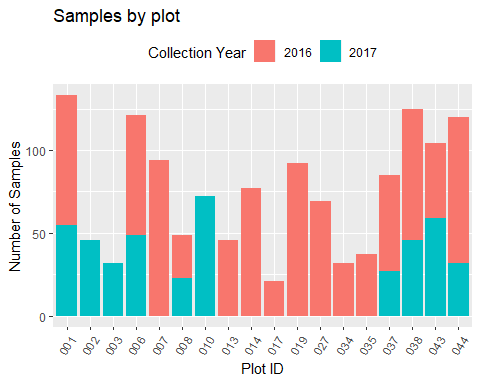 Samples by plot
Collection Year 2016 2017
Number of Samples
100
50
0
001 002 003 006 007 008 010 013 014 017 019 027 034 035 037 038 043 044
Plot ID